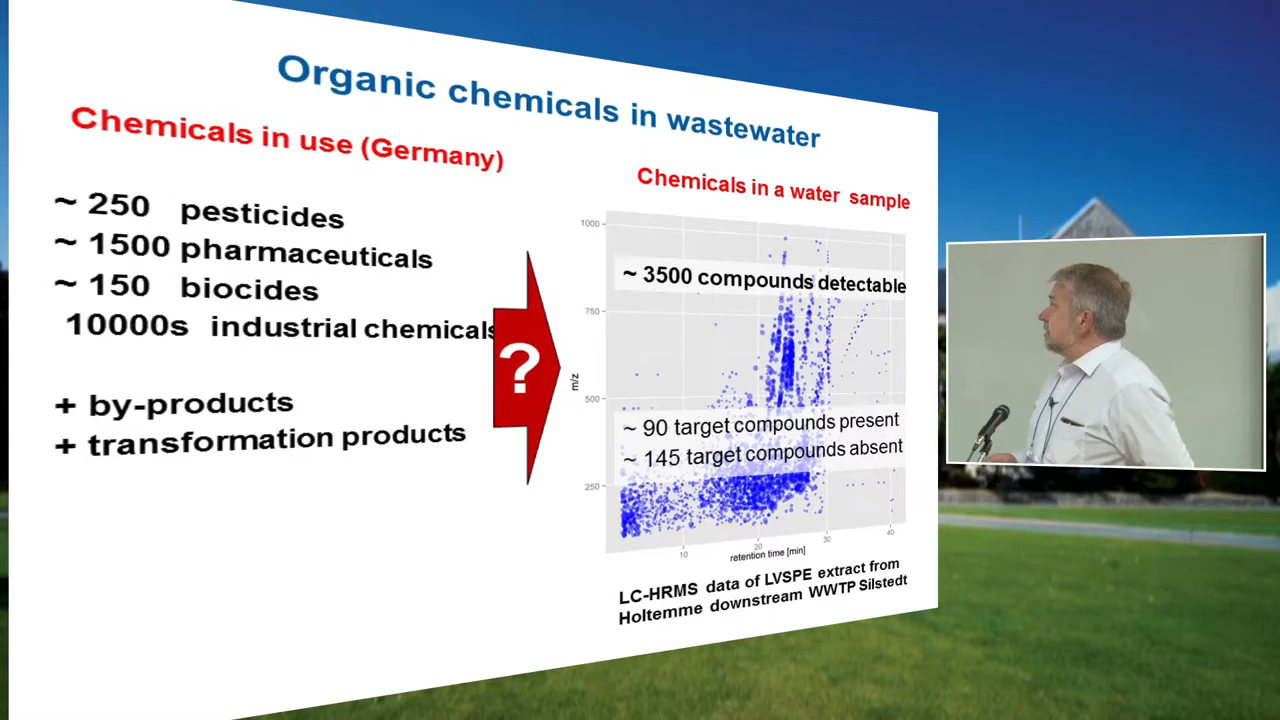 Organic chemicals in wastewater
Chemicals in use (Germany)
~ 250 pesticides
~ 1500 pharmaceuticals
~ 150 biocides
10000s industrial chemicals
+ by-products
+ transformation products
?
Chemicals in a water sample
1000
750
500
250
m/z
~ 3500 compounds detectable
~ 90 target compounds present
~ 145 target compounds absent
10
20
30
40
retention time [min]
LC-HRMS data of LVSPE extract from
Holtemme downstream WWTP Silstedt